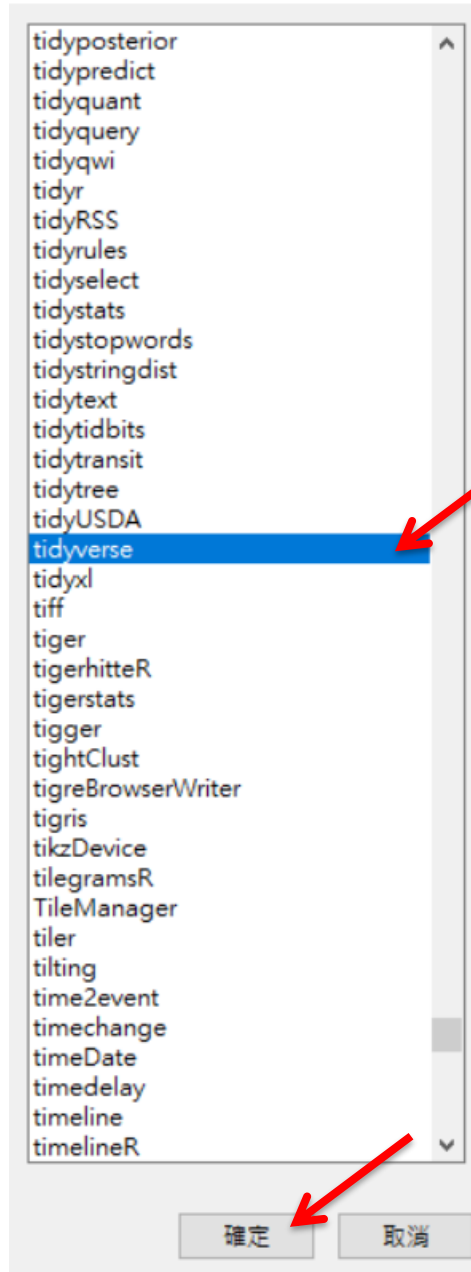 tidyposterior
tidypredict
tidyquant
tidyquery
tidyqwi
tidyr
tidyRSS
tidyrules
tidyselect
tidystats
tidystopwords
tidystringdist
tidytext
tidytidbits
tidytransit
tidytree
tidyUSDA
tidyverse
tidyxl
tiff
tiger
tigerhitteR
tigerstats
tigger
tightClust
tigreBrowserWriter
tigris
tikzDevice
tilegramsR
TileManager
tiler
tilting
time2event
timechange
timeDate
timedelay
timeline
timelineR
確定 取消